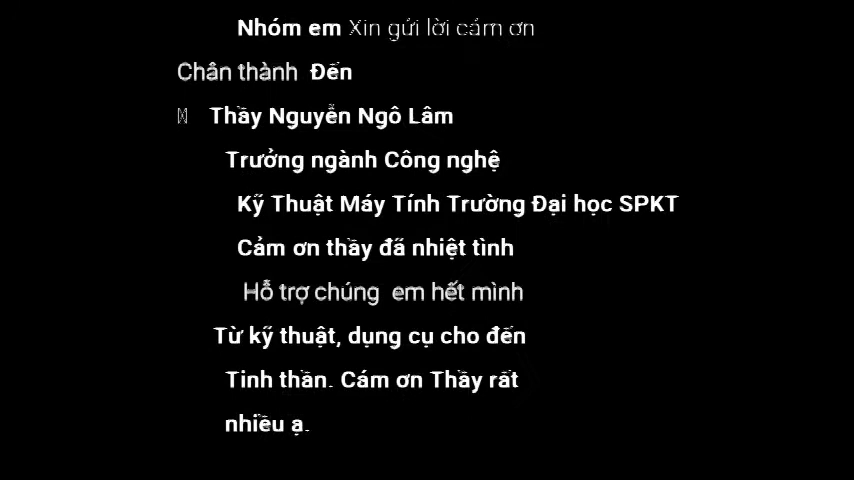 Nhóm em Xin gửi lời cảm ơn
Chân thành Đến
Thầy Nguyễn Ngô Lâm
Trưởng ngành Công nghệ
Kỹ Thuật Máy Tính Trường Đại học SPKT
Cảm ơn thầy đã nhiệt tình
Hỗ trợ chúng em hết mình
Từ kỹ thuật, dụng cụ cho đến
Tinh thần. Cám ơn Thầy rất
nhiều ạ.